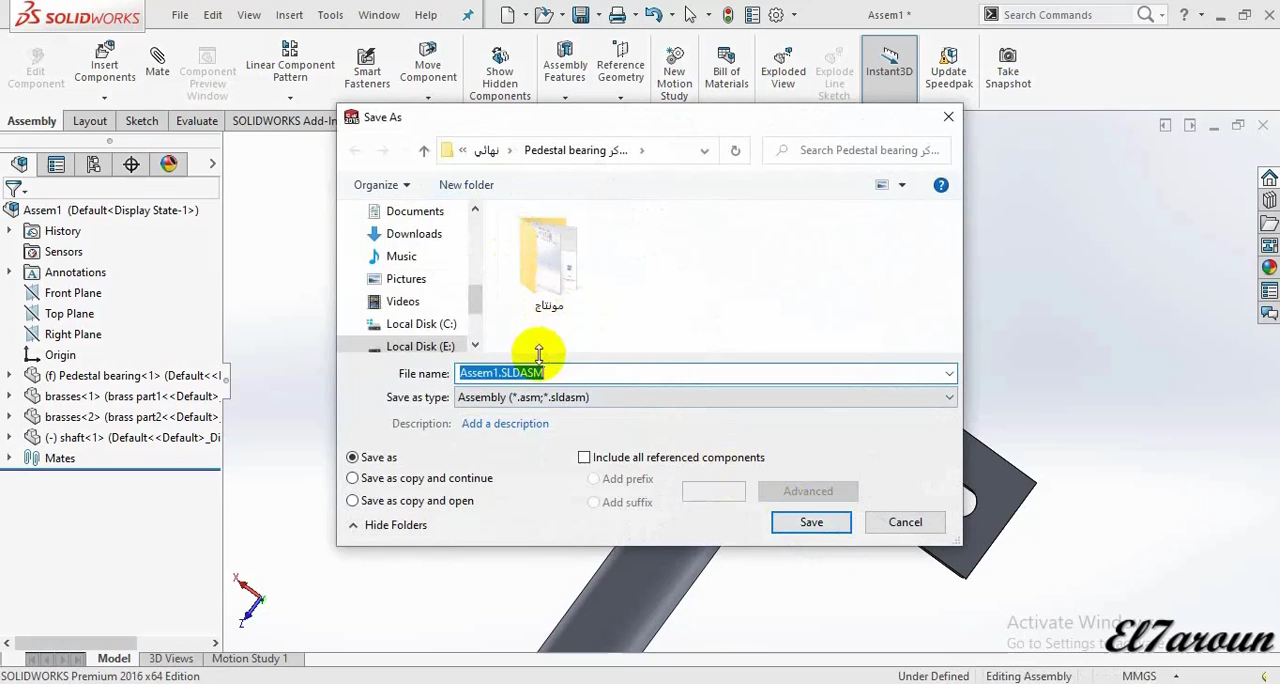 SOLIDWORKS
File
Edit
View
Insert
Tools
Window
Help
Assem1 *
Search Commands
Edit
Component
Insert
Components
Mate
Component
Preview
Window
Linear Component
Pattern
Smart
Fasteners
Move
Component
Show
Hidden
Components
Assembly
Features
Reference
Geometry
New
Motion
Study
Bill of
Materials
Exploded
View
Explode
Line
Sketch
Instant3D
Update
Speedpak
Take
Snapshot
Assembly
Layout
Sketch
Evaluate
SOLIDWORKS Add-In
Assem1 (Default<Display State-1>)
History
Sensors
Annotations
Front Plane
Top Plane
Right Plane
Origin
(f) Pedestal bearing<1> (Default<<
brasses<1> (brass part1<<Default>
brasses<2> (brass part2<<Default>
(-) shaft<1> (Default<<Default>_Di
Mates
Save As
« نهائي › Pedestal bearing كر... ›
Search Pedestal bearing كر...
Organize
New folder
Documents
Downloads
Music
Pictures
Videos
Local Disk (C:)
Local Disk (E:)
مونتاج
File name:
Assem1.SLDASM
Save as type:
Assembly (*.asm;*.sldasm)
Description:
Add a description
Save as
Save as copy and continue
Save as copy and open
Include all referenced components
Add prefix
Add suffix
Advanced
Hide Folders
Save
Cancel
X
Z
Activate Wind
Go to Settings to
El7aroun
Model
3D Views
Motion Study 1
SOLIDWORKS Premium 2016 x64 Edition
Under Defined
Editing Assembly
MMGS